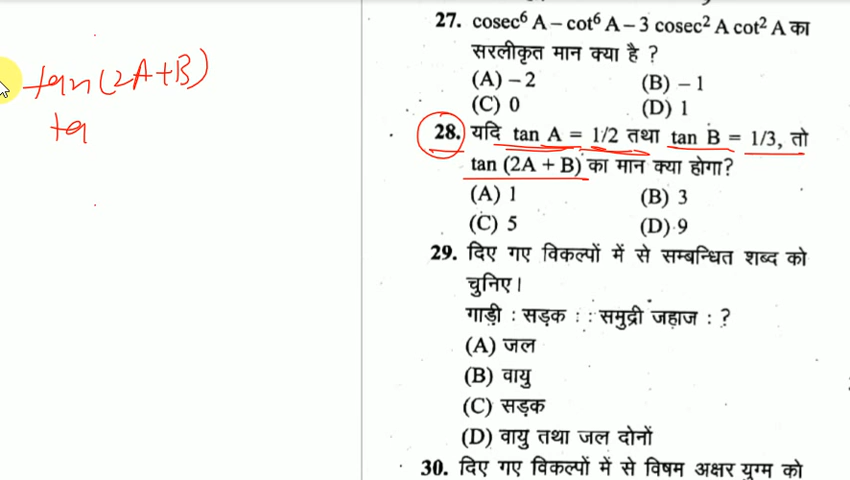 tan(2A+B)
ta
27. cosec⁶ A – cot⁶ A – 3 cosec² A cot² A का
सरलीकृत मान क्या है ?
(A) – 2 (B) – 1
(C) 0 (D) 1
28. यदि tan A = 1/2 तथा tan B = 1/3, तो
tan (2A + B) का मान क्या होगा?
(A) 1 (B) 3
(C) 5 (D) 9
29. दिए गए विकल्पों में से सम्बन्धित शब्द को
चुनिए।
गाड़ी : सड़क : : समुद्री जहाज : ?
(A) जल
(B) वायु
(C) सड़क
(D) वायु तथा जल दोनों
30. दिए गए विकल्पों में से विषम अक्षर युग्म को